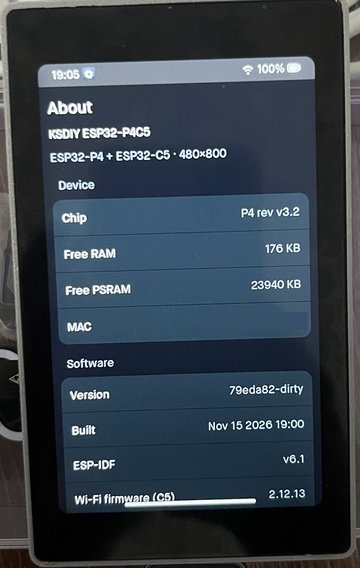 19:05 100%
About
KSDIY ESP32-P4C5
ESP32-P4 + ESP32-C5 · 480×800
Device
Chip P4 rev v3.2
Free RAM 176 KB
Free PSRAM 23940 KB
MAC
Software
Version 79eda82-dirty
Built Nov 15 2026 19:00
ESP-IDF v6.1
Wi-Fi firmware (C5) 2.12.13